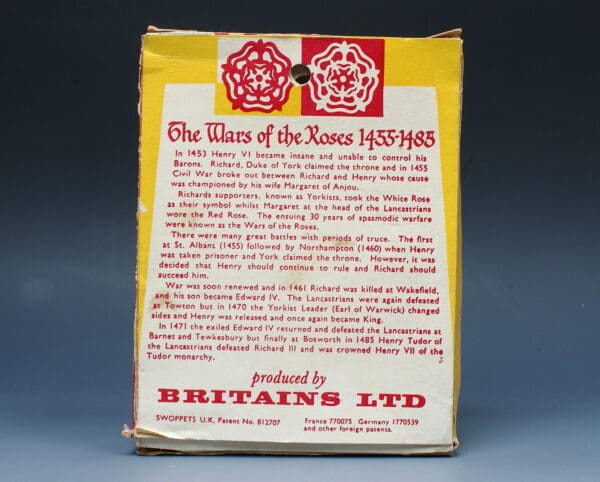 The Wars of the Roses 1455-1485
In 1453 Henry VI became insane and unable to control his
Barons. Richard, Duke of York claimed the throne and in 1455
Civil War broke out between Richard and Henry whose cause
was championed by his wife Margaret of Anjou.
Richards supporters, known as Yorkists, took the White Rose
as their symbol whilst Margaret at the head of the Lancastrians
wore the Red Rose. The ensuing 30 years of spasmodic warfare
were known as the Wars of the Roses.
There were many great battles with periods of truce. The first
at St. Albans (1455) followed by Northampton (1460) when Henry
was taken prisoner and York claimed the throne. However, it was
decided that Henry should continue to rule and Richard should
succeed him.
War was soon renewed and in 1461 Richard was killed at Wakefield,
and his son became Edward IV. The Lancastrians were again defeated
at Towton but in 1470 the Yorkist Leader (Earl of Warwick) changed
sides and Henry was released and once again became King.
In 1471 the exiled Edward IV returned and defeated the Lancastrians at
Barnet and Tewkesbury but finally at Bosworth in 1485 Henry Tudor of
the Lancastrians defeated Richard III and was crowned Henry VII of the
Tudor monarchy.
produced by
BRITAINS LTD
SWOPPETS U.K. Patent No. 812707
France 770075 Germany 1770539
and other foreign patents.